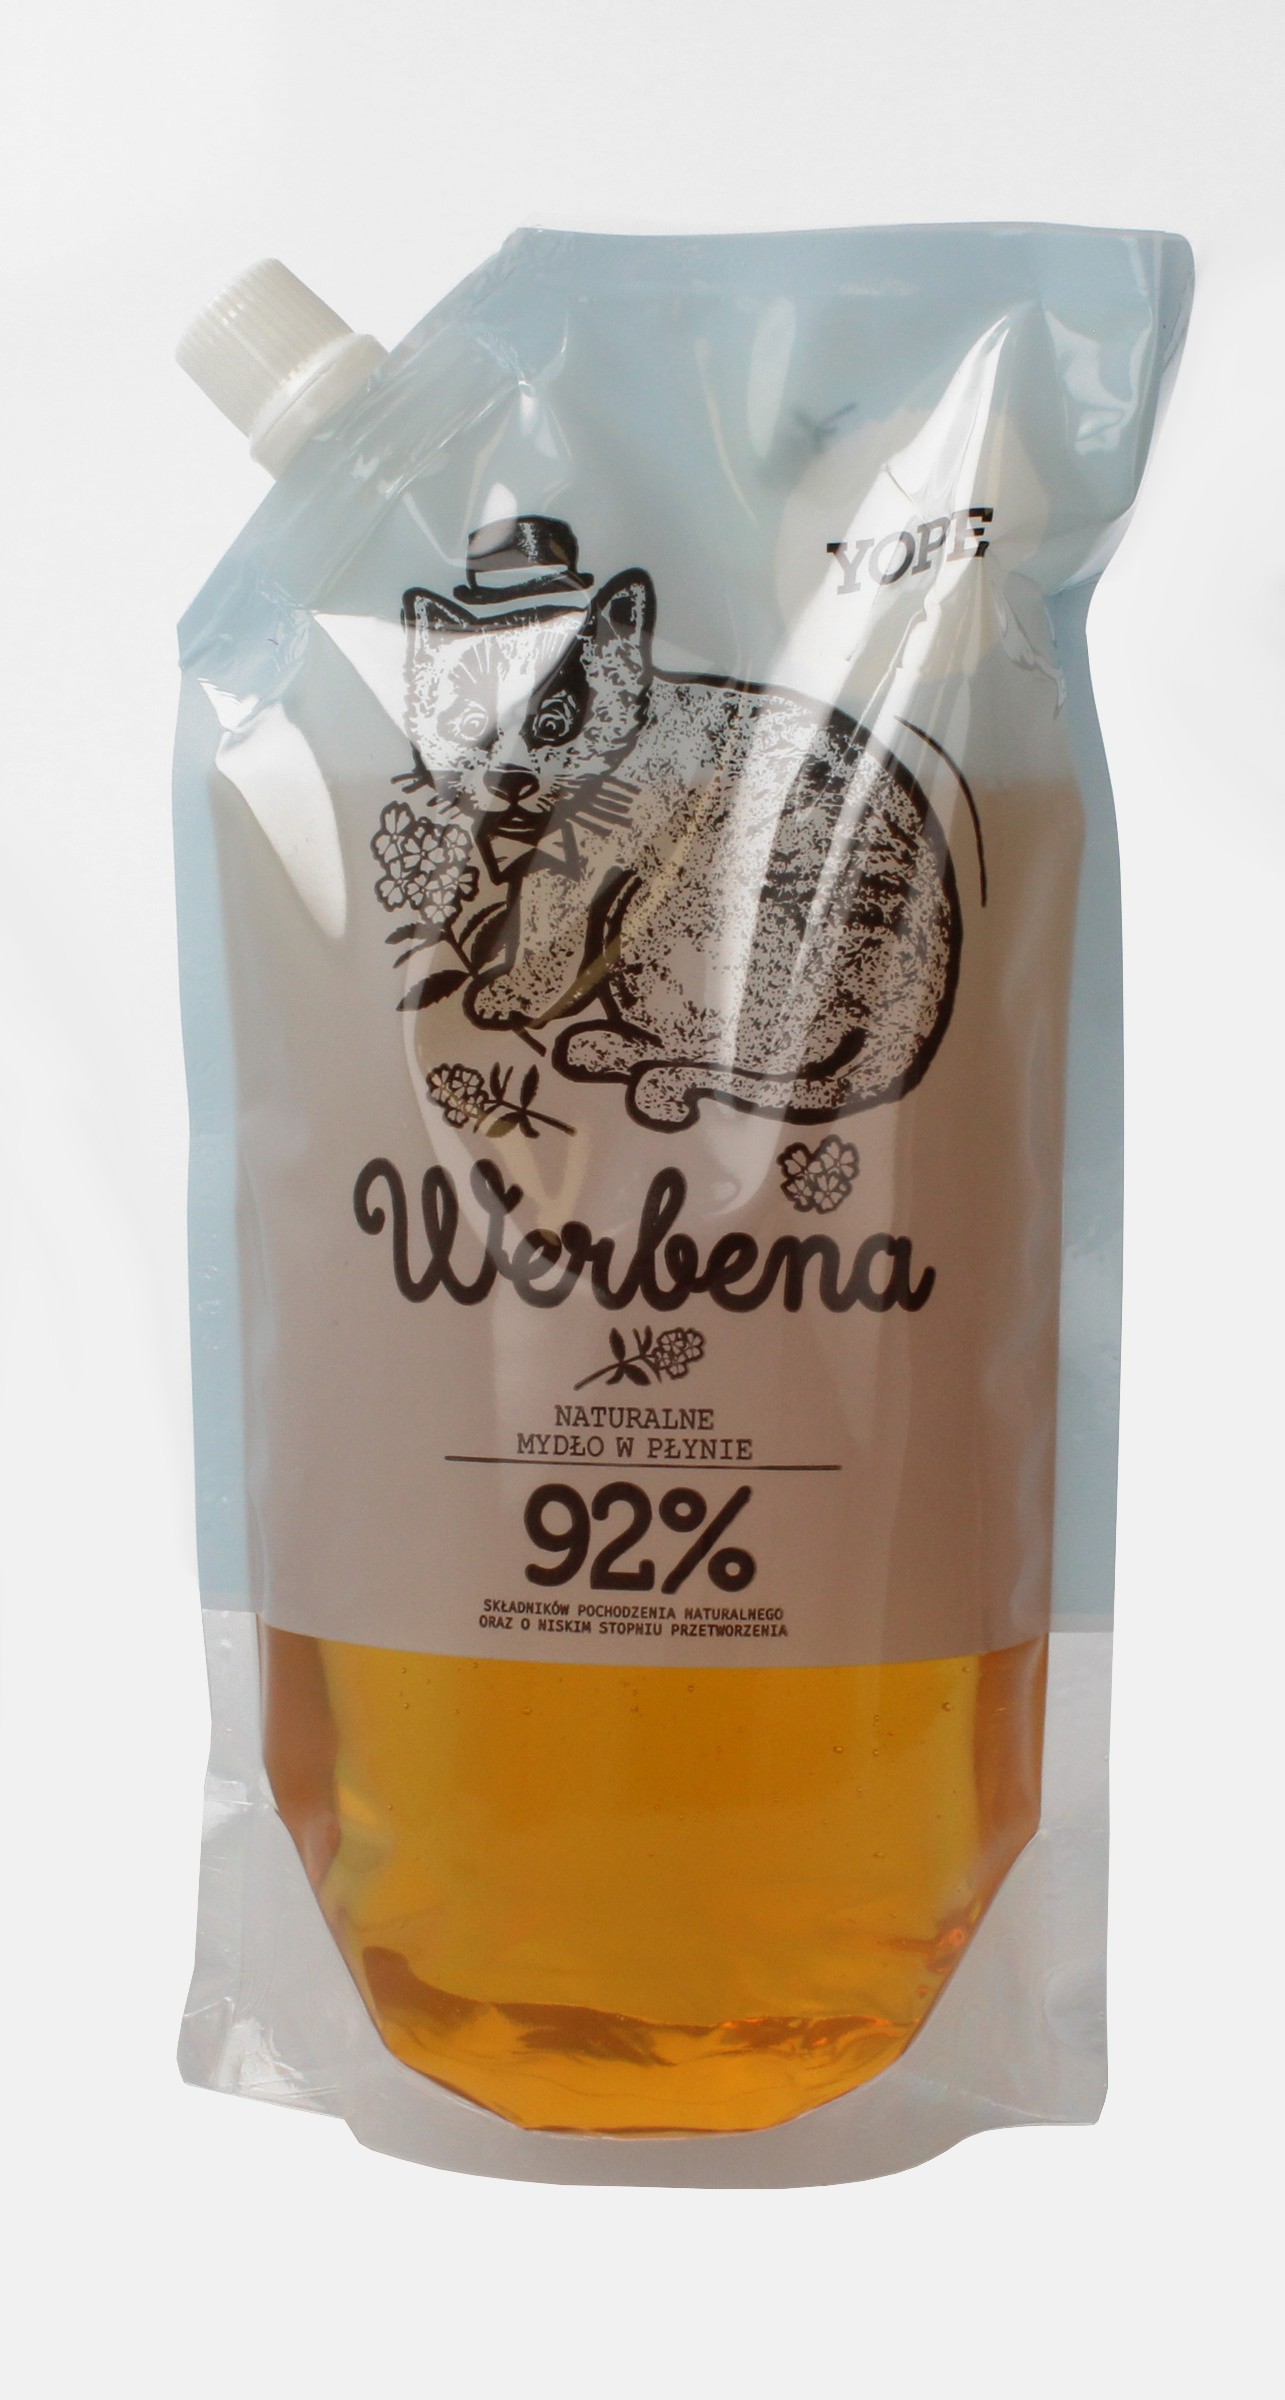 YOPE
Werbena
NATURALNE
MYDŁO W PŁYNIE
92%
SKŁADNIKÓW POCHODZENIA NATURALNEGO
ORAZ O NISKIM STOPNIU PRZETWORZENIA